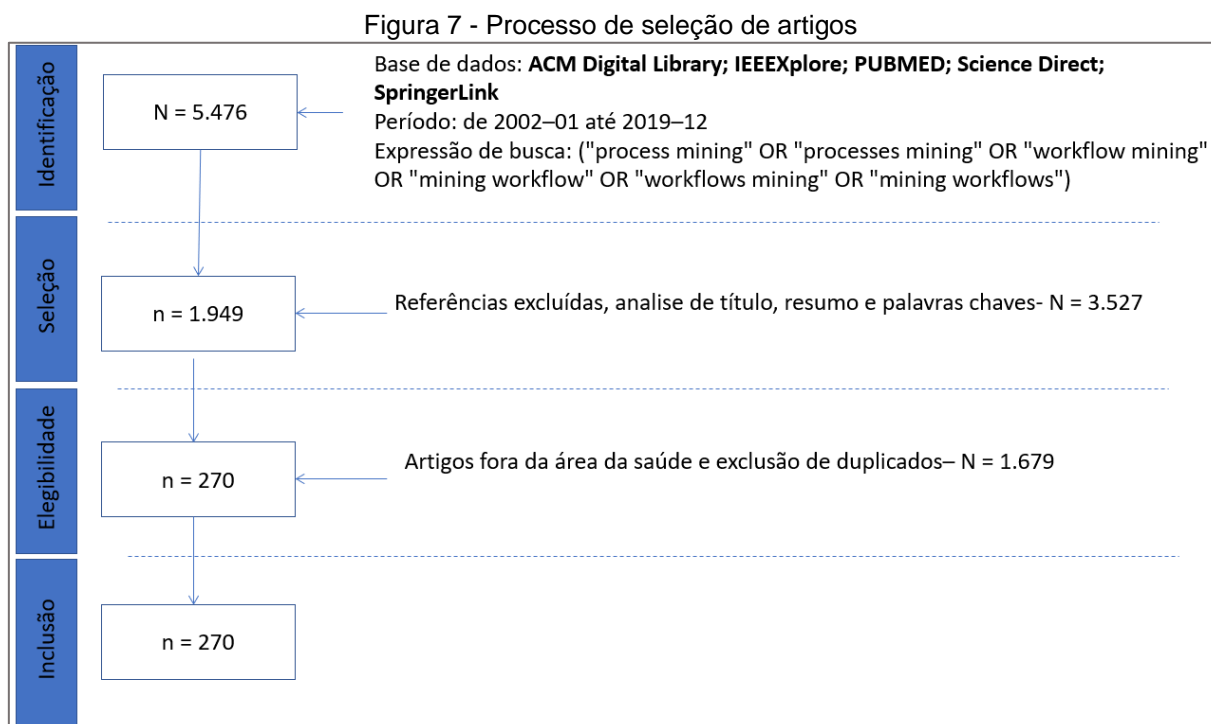 Figura 7 - Processo de seleção de artigos
Identificação
N = 5.476
Base de dados: ACM Digital Library; IEEEXplore; PUBMED; Science Direct;
SpringerLink
Período: de 2002–01 até 2019–12
Expressão de busca: ("process mining" OR "processes mining" OR "workflow mining"
OR "mining workflow" OR "workflows mining" OR "mining workflows")
Seleção
n = 1.949
Referências excluídas, analise de título, resumo e palavras chaves- N = 3.527
Elegibilidade
n = 270
Artigos fora da área da saúde e exclusão de duplicados– N = 1.679
Inclusão
n = 270